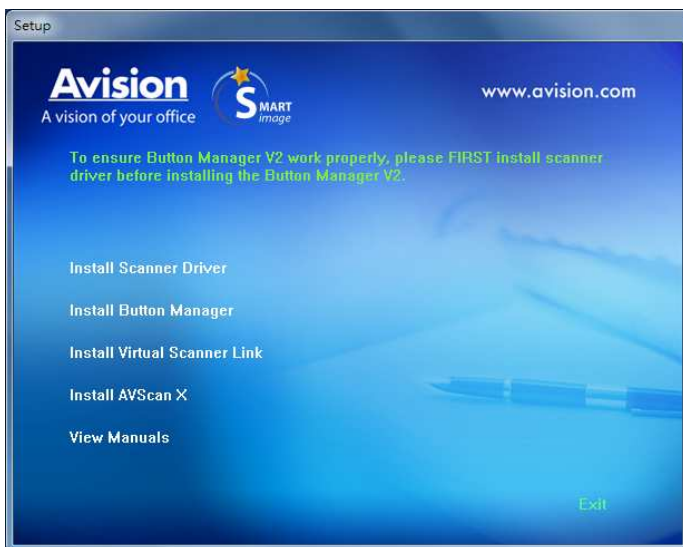 Setup
Avision
A vision of your office
SMART
image
www.avision.com
To ensure Button Manager V2 work properly, please FIRST install scanner
driver before installing the Button Manager V2.
Install Scanner Driver
Install Button Manager
Install Virtual Scanner Link
Install AVScan X
View Manuals
Exit